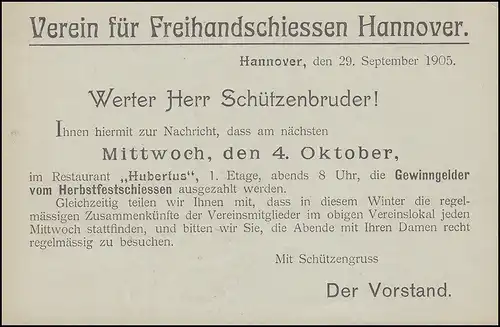 Verein für Freihandschiessen Hannover.
Hannover, den 29. September 1905.
Werter Herr Schützenbruder!
Ihnen hiermit zur Nachricht, dass am nächsten
Mittwoch, den 4. Oktober,
im Restaurant „Hubertus“, 1. Etage, abends 8 Uhr, die Gewinngelder
vom Herbstfestschiessen ausgezahlt werden.
Gleichzeitig teilen wir Ihnen mit, dass in diesem Winter die regel-
mässigen Zusammenkünfte der Vereinsmitglieder im obigen Vereinslokal jeden
Mittwoch stattfinden, und bitten wir Sie, die Abende mit Ihren Damen recht
regelmässig zu besuchen.
Mit Schützengruss
Der Vorstand.